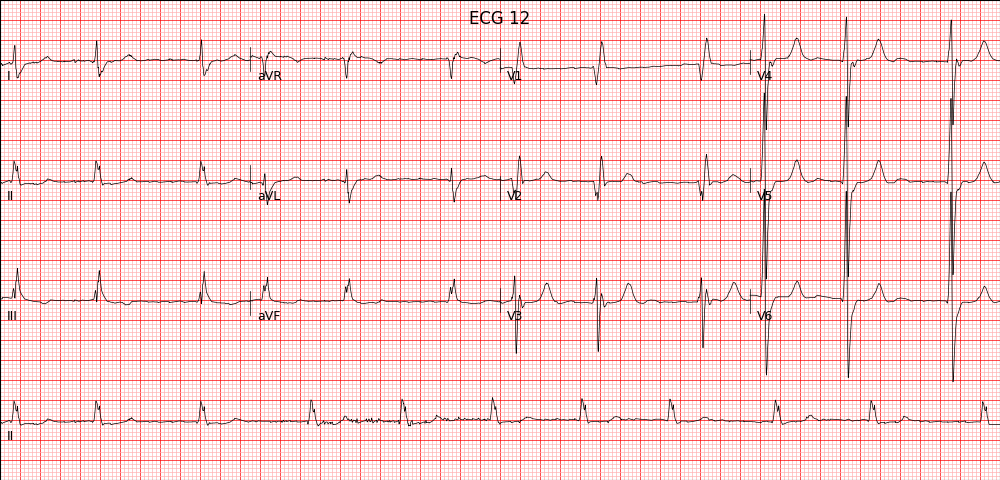 ECG 12
I aVR V1 V4
II aVL V2 V5
III aVF V3 V6
II